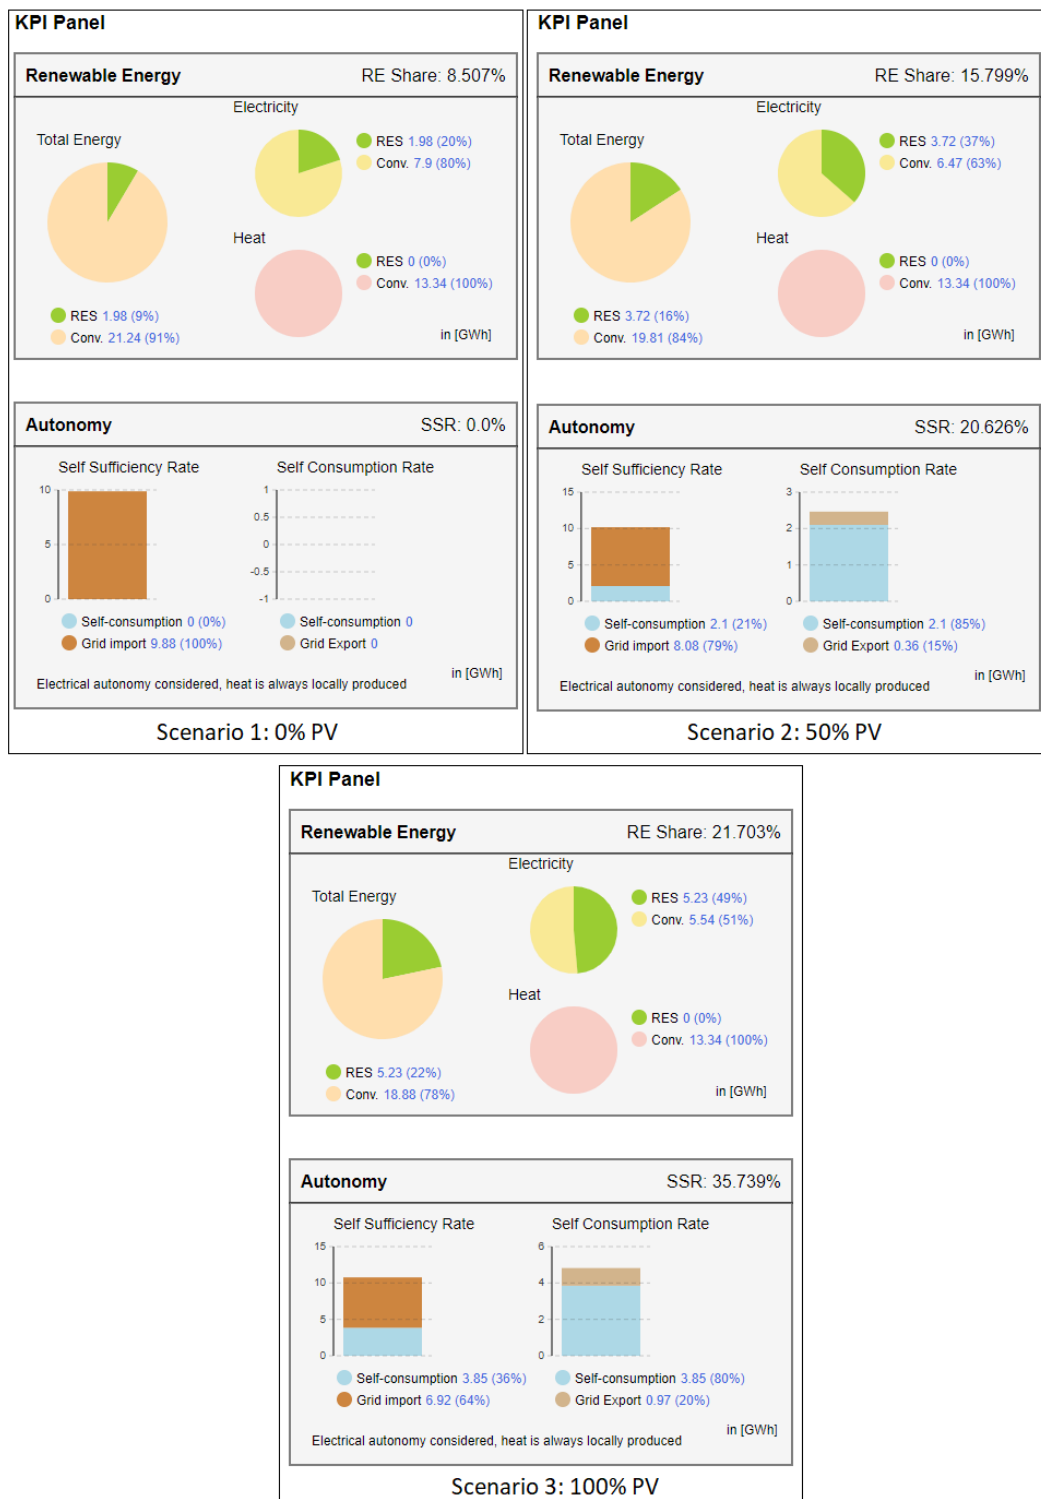 KPI Panel
Renewable Energy RE Share: 8.507%
Electricity
Total Energy
RES 1.98 (20%)
Conv. 7.9 (80%)
Heat
RES 0 (0%)
Conv. 13.34 (100%)
RES 1.98 (9%)
Conv. 21.24 (91%)
in [GWh]
Autonomy SSR: 0.0%
Self Sufficiency Rate Self Consumption Rate
10
5
0
1
0.5
0
-0.5
-1
Self-consumption 0 (0%)
Grid import 9.88 (100%)
Self-consumption 0
Grid Export 0
in [GWh]
Electrical autonomy considered, heat is always locally produced
Scenario 1: 0% PV
KPI Panel
Renewable Energy RE Share: 15.799%
Electricity
Total Energy
RES 3.72 (37%)
Conv. 6.47 (63%)
Heat
RES 0 (0%)
Conv. 13.34 (100%)
RES 3.72 (16%)
Conv. 19.81 (84%)
in [GWh]
Autonomy SSR: 20.626%
Self Sufficiency Rate Self Consumption Rate
15
10
5
0
3
2
1
0
Self-consumption 2.1 (21%)
Grid import 8.08 (79%)
Self-consumption 2.1 (85%)
Grid Export 0.36 (15%)
in [GWh]
Electrical autonomy considered, heat is always locally produced
Scenario 2: 50% PV
KPI Panel
Renewable Energy RE Share: 21.703%
Electricity
Total Energy
RES 5.23 (49%)
Conv. 5.54 (51%)
Heat
RES 0 (0%)
Conv. 13.34 (100%)
RES 5.23 (22%)
Conv. 18.88 (78%)
in [GWh]
Autonomy SSR: 35.739%
Self Sufficiency Rate Self Consumption Rate
15
10
5
0
6
4
2
0
Self-consumption 3.85 (36%)
Grid import 6.92 (64%)
Self-consumption 3.85 (80%)
Grid Export 0.97 (20%)
in [GWh]
Electrical autonomy considered, heat is always locally produced
Scenario 3: 100% PV